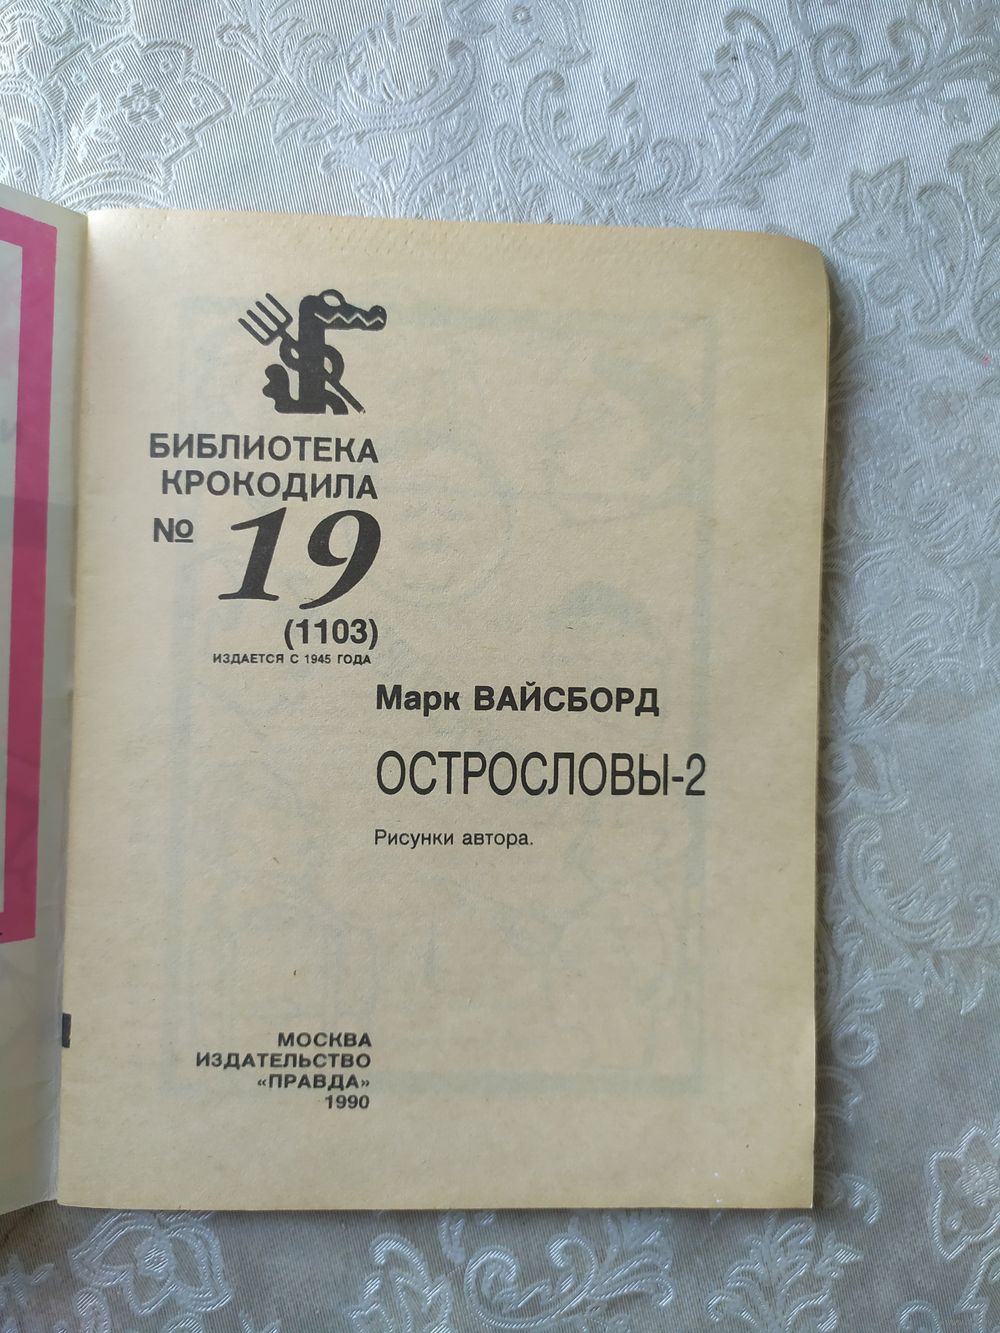 БИБЛИОТЕКА
КРОКОДИЛА
№ 19
(1103)
ИЗДАЕТСЯ С 1945 ГОДА
Марк ВАЙСБОРД
ОСТРОСЛОВЫ-2
Рисунки автора.
МОСКВА
ИЗДАТЕЛЬСТВО
«ПРАВДА»
1990